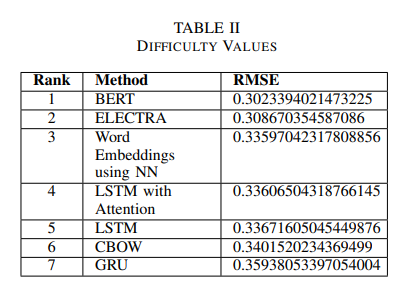 TABLE II
DIFFICULTY VALUES
Rank Method RMSE
1 BERT 0.3023394021473225
2 ELECTRA 0.308670354587086
3 Word 0.33597042317808856
Embeddings
using NN
4 LSTM with 0.33606504318766145
Attention
5 LSTM 0.33671605045449876
6 CBOW 0.3401520234369499
7 GRU 0.35938053397054004